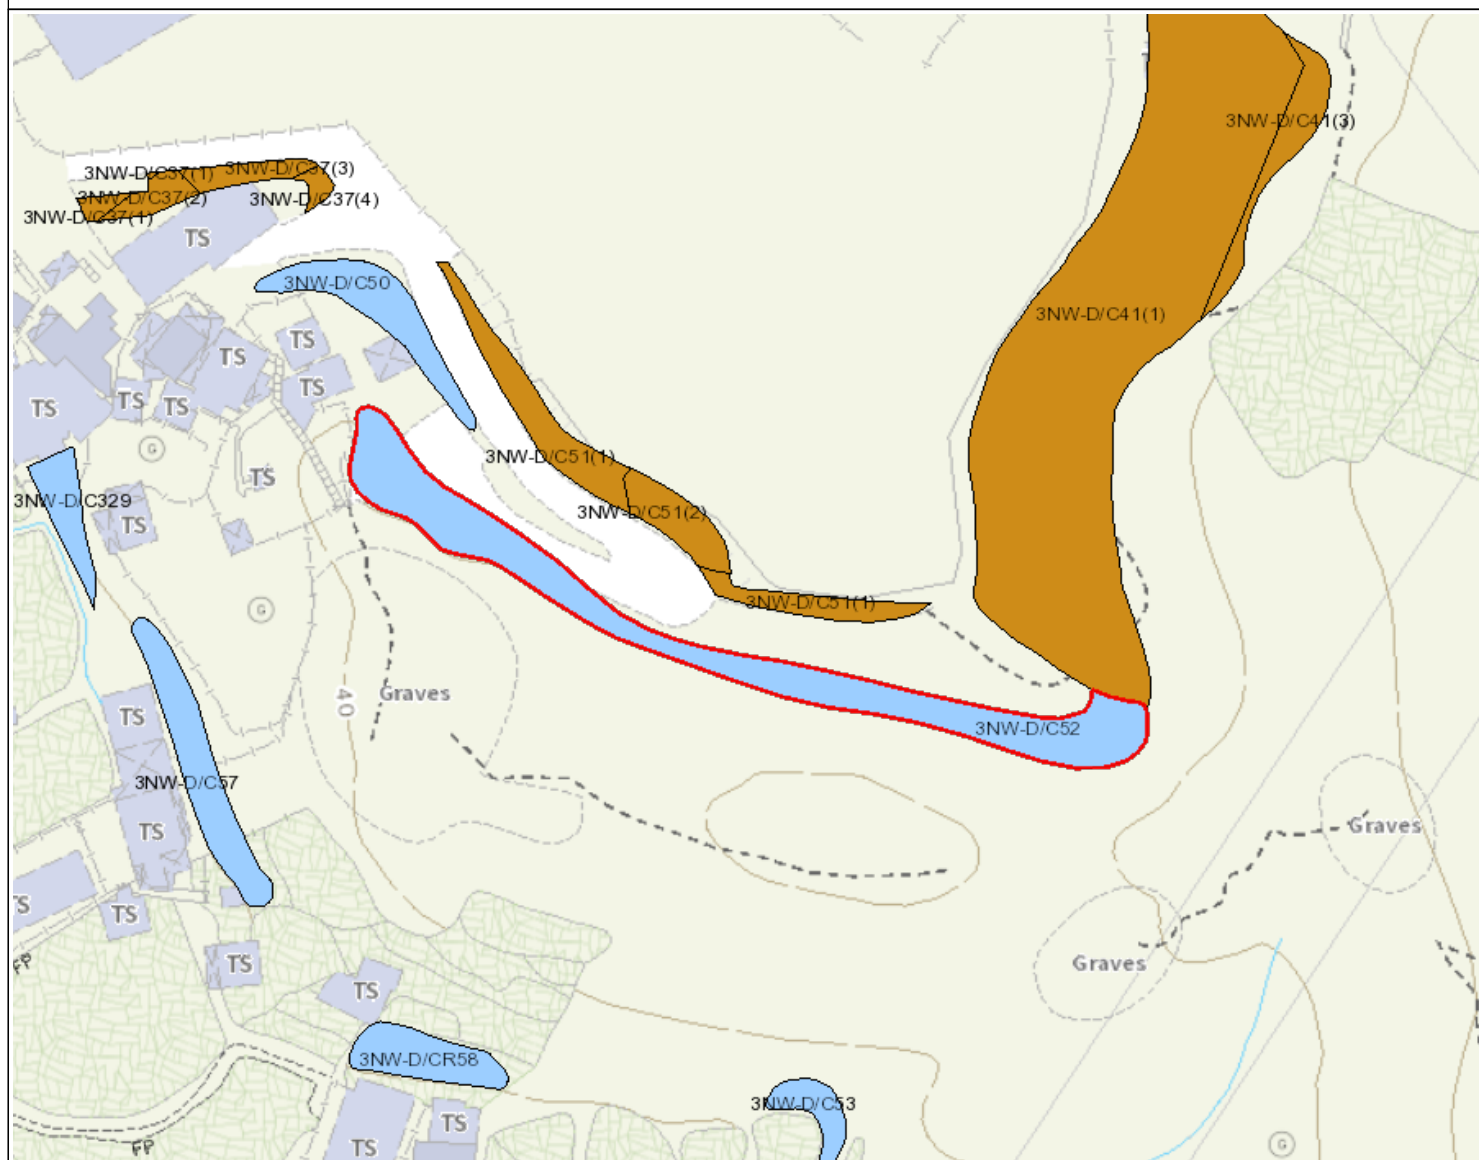 3NW-D/C41(3)
3NW-D/C37(1)
3NW-D/C37(3)
3NW-D/C37(2)
3NW-D/C37(4)
3NW-D/C37(1)
TS
3NW-D/C50
3NW-D/C41(1)
TS
TS
TS
TS
TS
TS
G
3NW-D/C51(1)
TS
3NW-D/C329
3NW-D/C51(2)
TS
3NW-D/C51(1)
G
40
Graves
TS
3NW-D/C52
3NW-D/C57
TS
Graves
TS
TS
FP
TS
Graves
TS
3NW-D/CR58
3NW-D/C53
TS
FP
TS
G